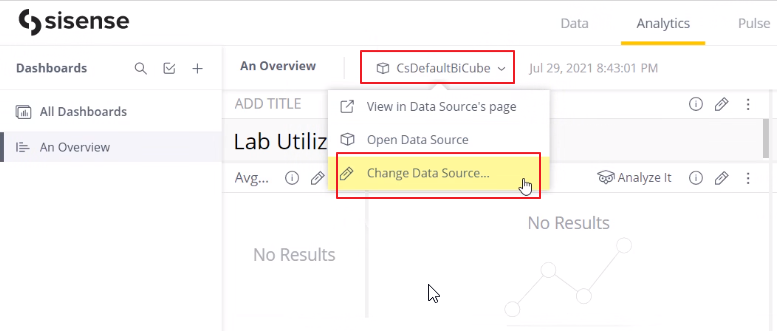 sisense
Data Analytics Pulse
Dashboards
All Dashboards
An Overview
An Overview CsDefaultBiCube Jul 29, 2021 8:43:01 PM
ADD TITLE
View in Data Source's page
Open Data Source
Change Data Source...
Lab Utiliz
Avg...
Analyze It
No Results
No Results